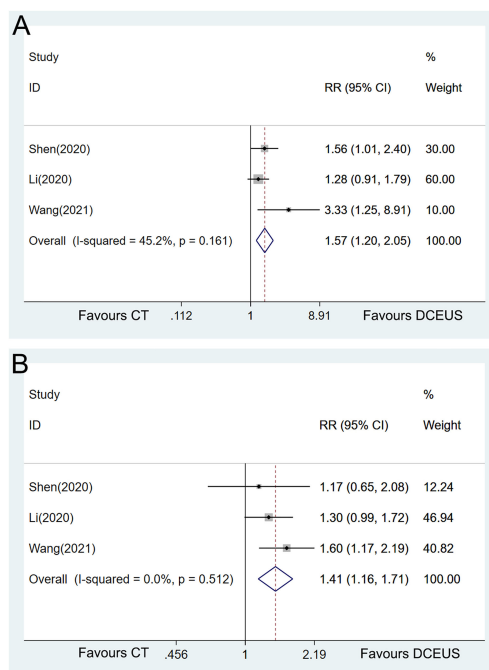 A
Study %
ID RR (95% CI) Weight
Shen(2020) 1.56 (1.01, 2.40) 30.00
Li(2020) 1.28 (0.91, 1.79) 60.00
Wang(2021) 3.33 (1.25, 8.91) 10.00
Overall (I-squared = 45.2%, p = 0.161) 1.57 (1.20, 2.05) 100.00
Favours CT .112 1 8.91 Favours DCEUS
B
Study %
ID RR (95% CI) Weight
Shen(2020) 1.17 (0.65, 2.08) 12.24
Li(2020) 1.30 (0.99, 1.72) 46.94
Wang(2021) 1.60 (1.17, 2.19) 40.82
Overall (I-squared = 0.0%, p = 0.512) 1.41 (1.16, 1.71) 100.00
Favours CT .456 1 2.19 Favours DCEUS